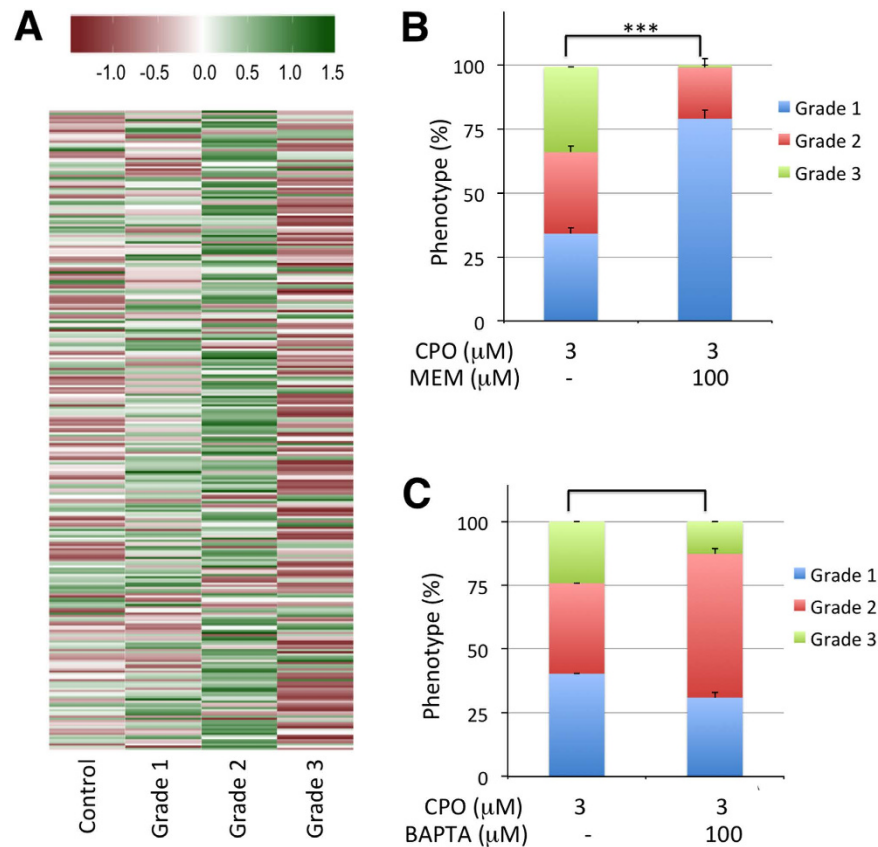 A
-1.0 -0.5 0.0 0.5 1.0 1.5
Control
Grade 1
Grade 2
Grade 3
B
***
100
75
50
25
0
Phenotype (%)
Grade 1
Grade 2
Grade 3
CPO (μM) 3 3
MEM (μM) - 100
C
100
75
50
25
0
Phenotype (%)
Grade 1
Grade 2
Grade 3
CPO (μM) 3 3
BAPTA (μM) - 100